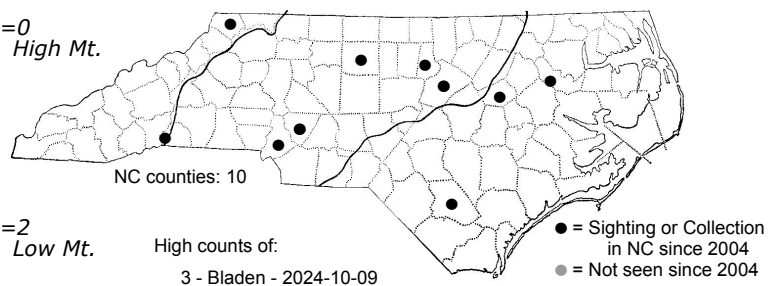 =0
High Mt.
NC counties: 10
=2
Low Mt.
High counts of:
3 - Bladen - 2024-10-09
● = Sighting or Collection
in NC since 2004
● = Not seen since 2004